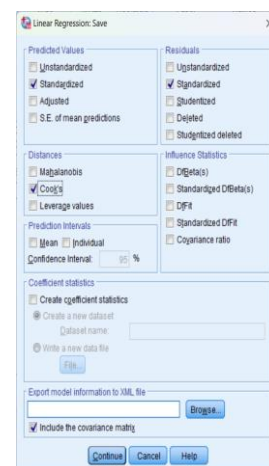 Linear Regression: Save
Predicted Values
Unstandardized
Standardized
Adjusted
S.E. of mean predictions
Residuals
Unstandardized
Standardized
Studentized
Deleted
Studentized deleted
Distances
Mahalanobis
Cook's
Leverage values
Influence Statistics
DfBeta(s)
Standardized DfBeta(s)
DfFit
Standardized DfFit
Covariance ratio
Prediction Intervals
Mean Individual
Confidence Interval: 95 %
Coefficient statistics
Create coefficient statistics
Create a new dataset
Dataset name:
Write a new data file
File...
Export model information to XML file
Browse...
Include the covariance matrix
Continue Cancel Help